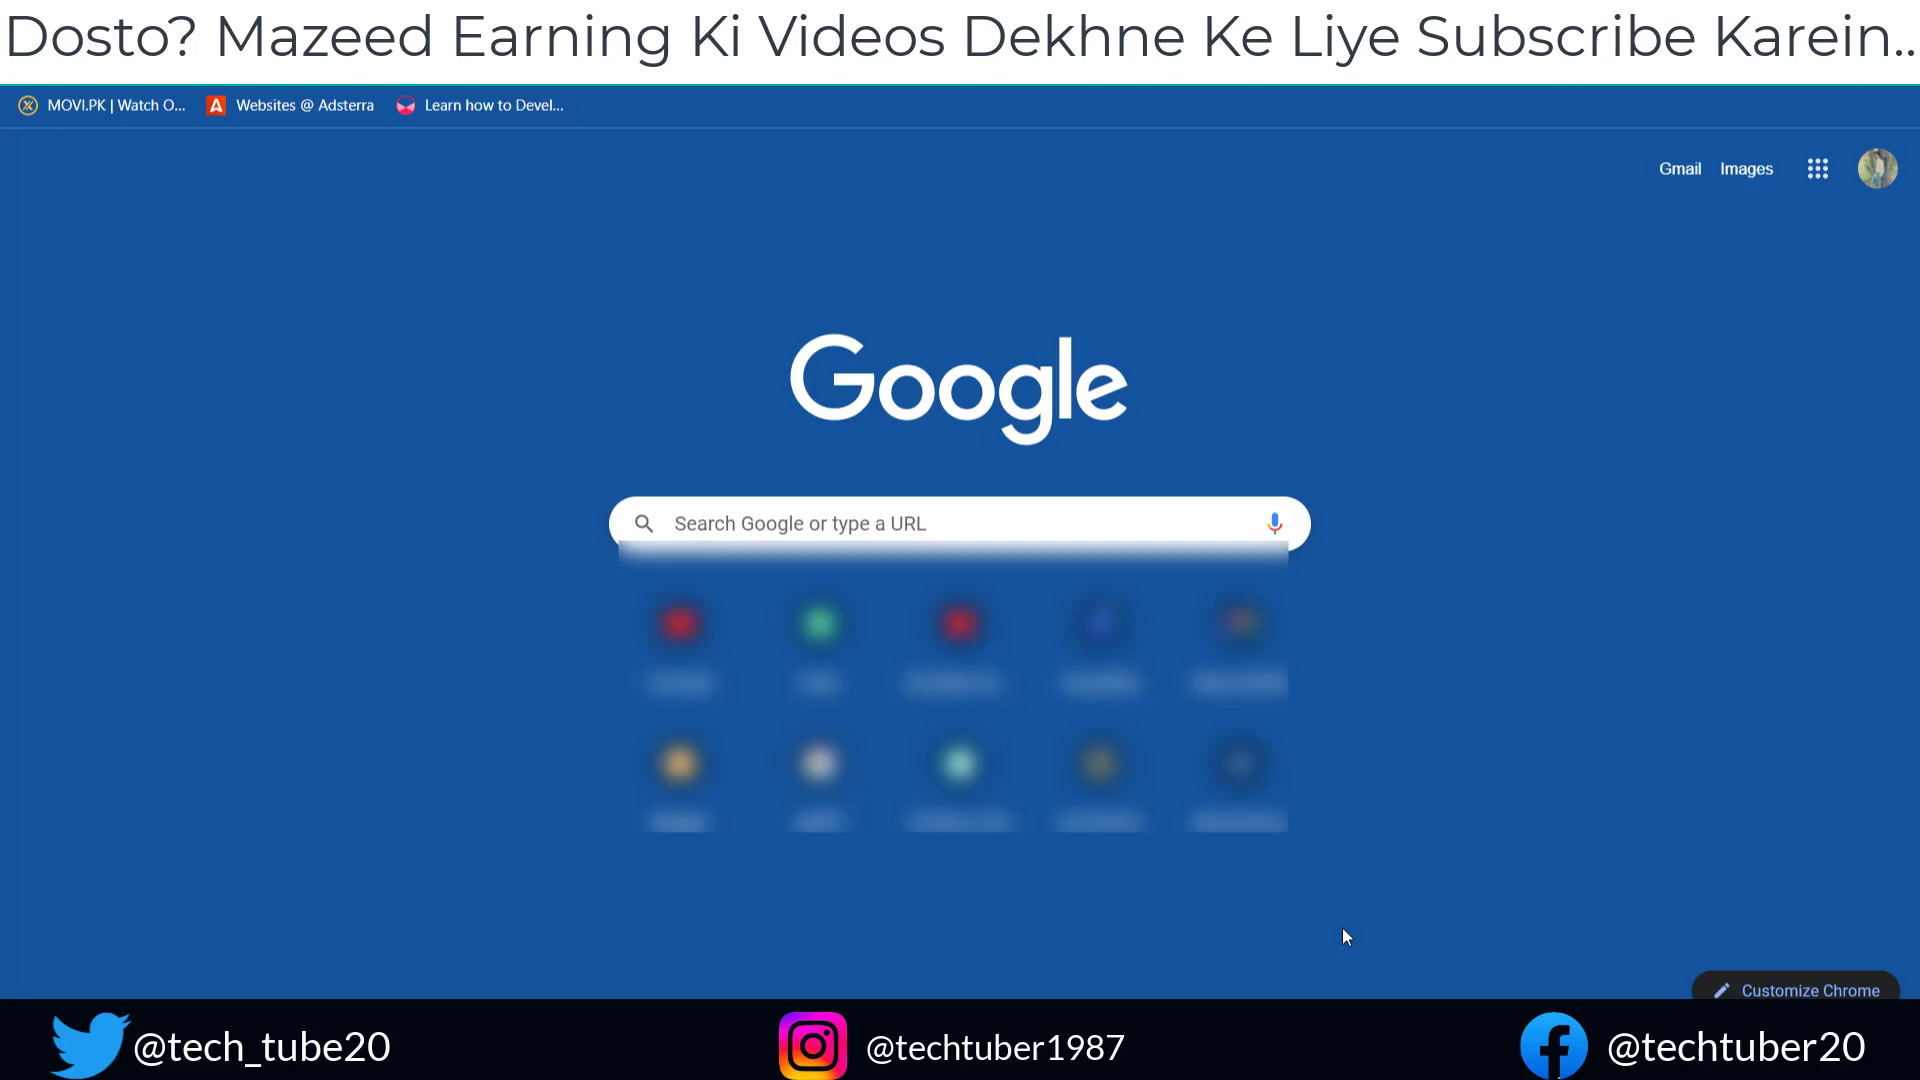 Dosto? Mazeed Earning Ki Videos Dekhne Ke Liye Subscribe Karein..
MOVI.PK | Watch O... Websites @ Adsterra Learn how to Devel...
Gmail Images
Google
Search Google or type a URL
Customize Chrome
@tech_tube20 @techtuber1987 @techtuber20